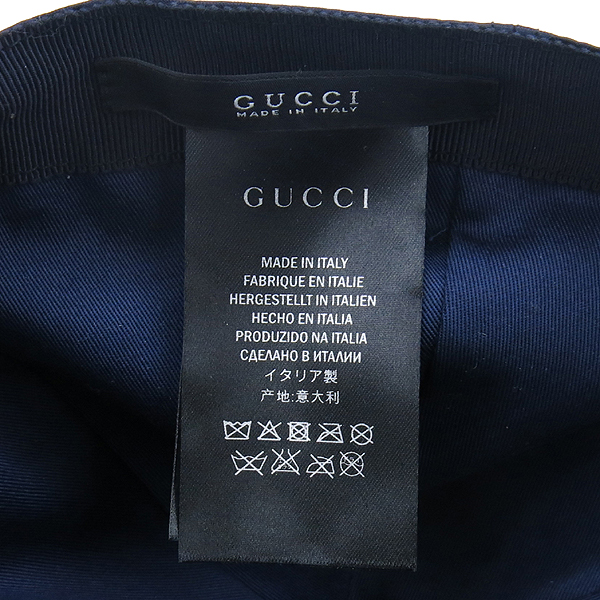 GUCCI
MADE IN ITALY
GUCCI
MADE IN ITALY
FABRIQUE EN ITALIE
HERGESTELLT IN ITALIEN
HECHO EN ITALIA
PRODUZIDO NA ITALIA
СДЕЛАНО В ИТАЛИИ
イタリア製
产地:意大利